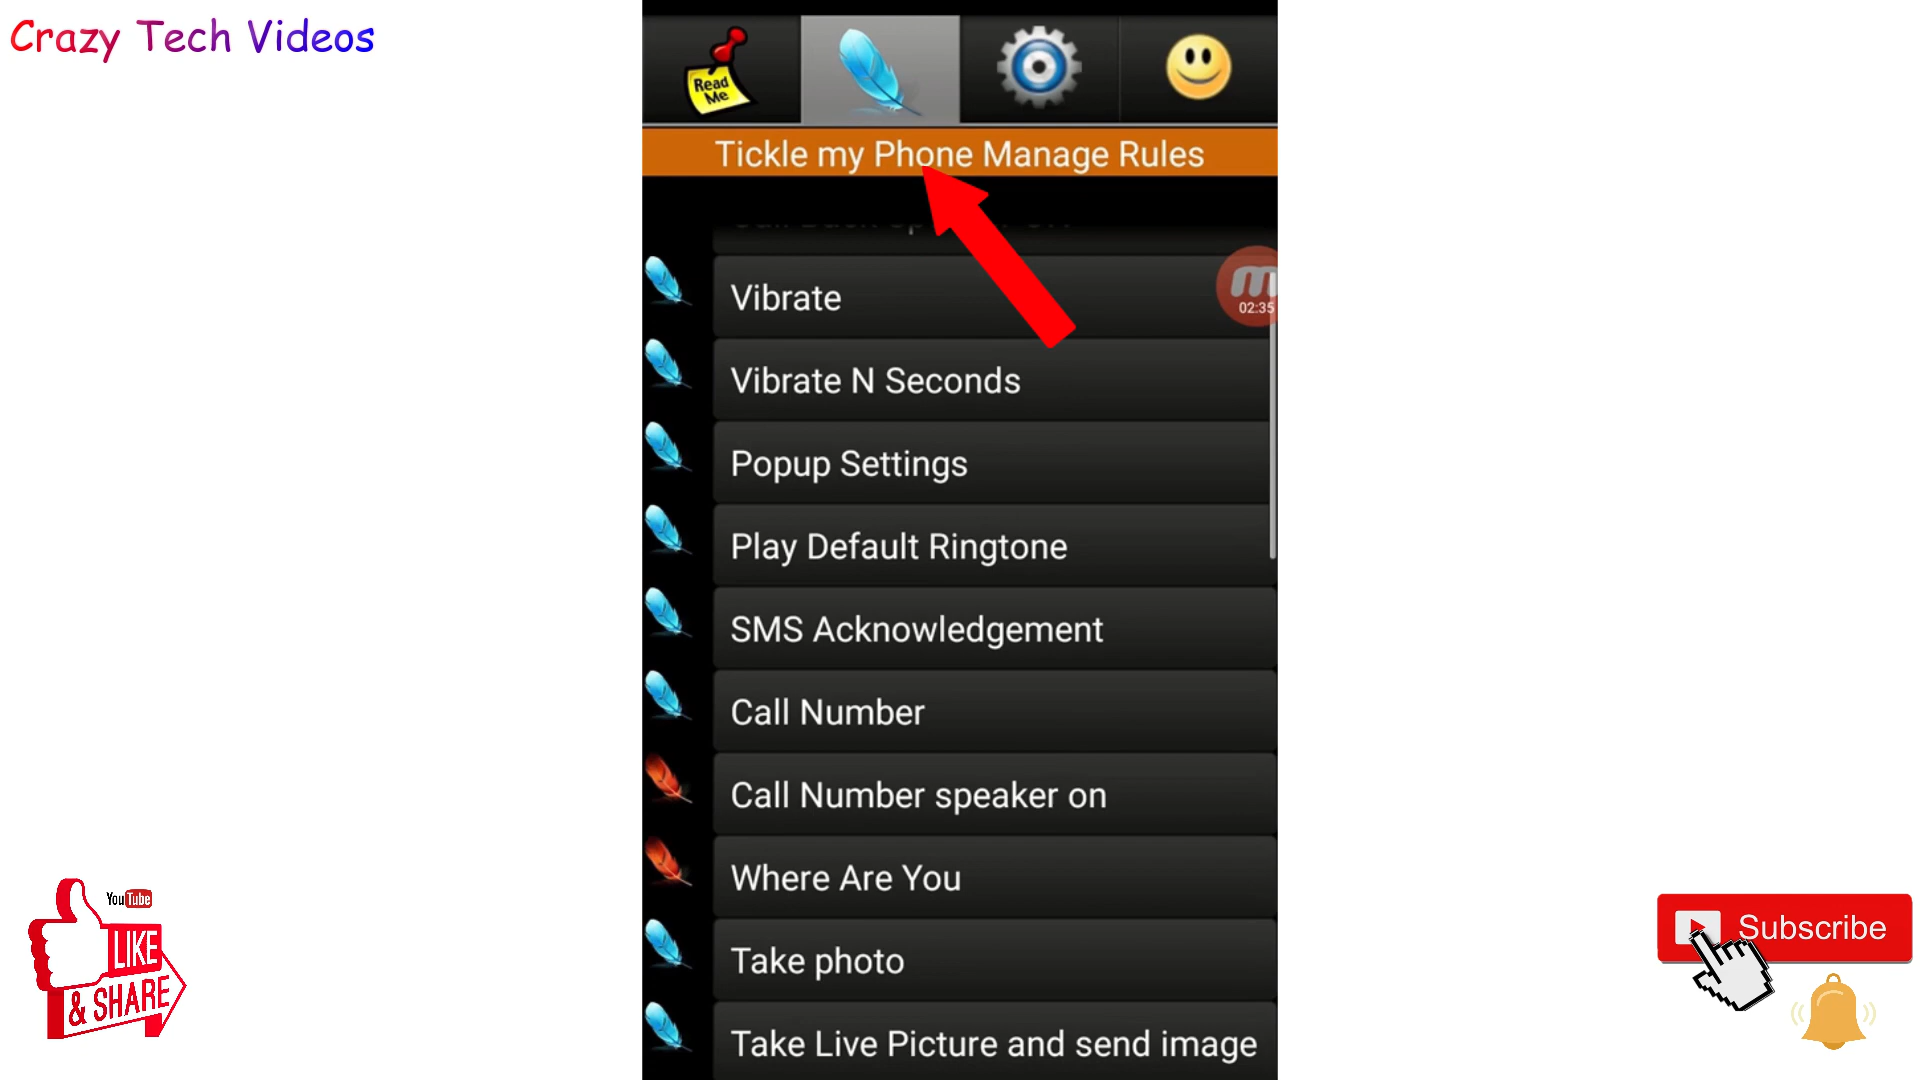 Crazy Tech Videos
Read
Me
Tickle my Phone Manage Rules
Vibrate
02:35
Vibrate N Seconds
Popup Settings
Play Default Ringtone
SMS Acknowledgement
Call Number
Call Number speaker on
Where Are You
Take photo
Take Live Picture and send image
YouTube
LIKE
& SHARE
Subscribe